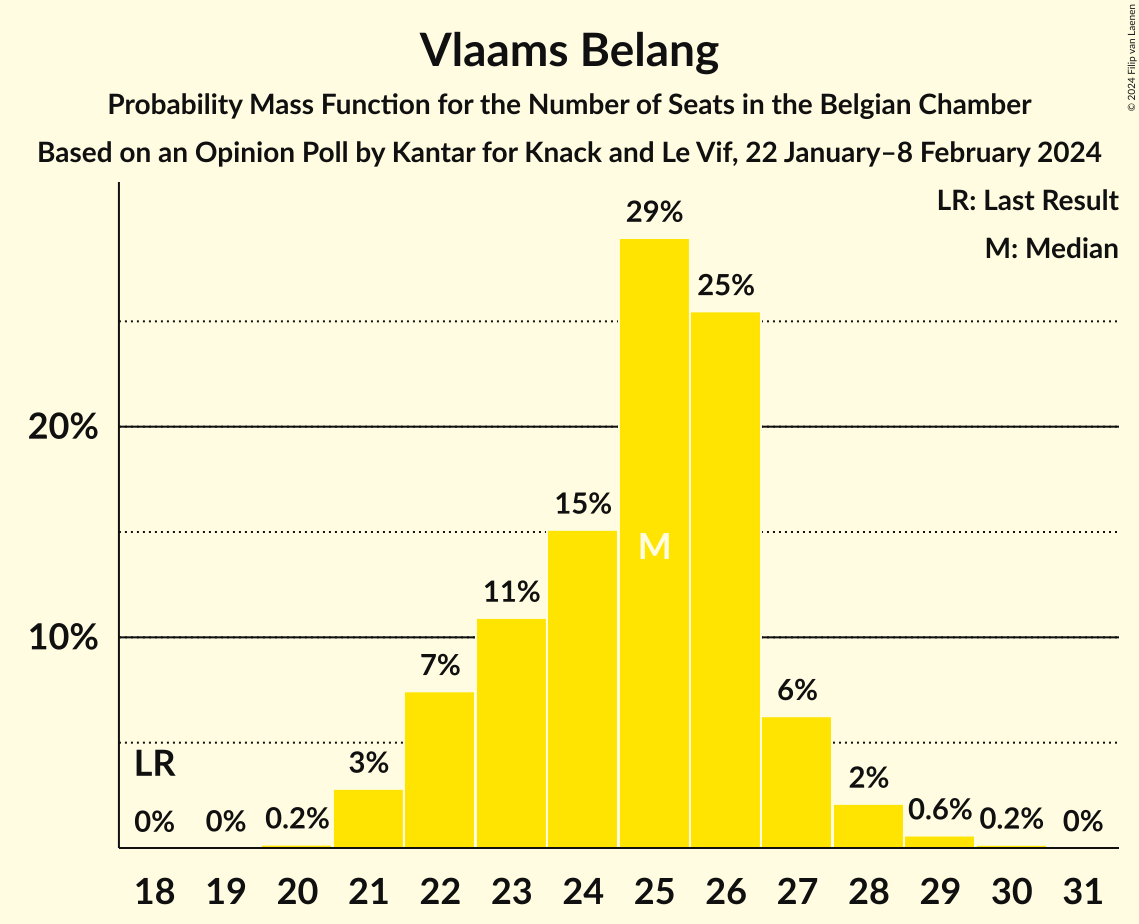 Vlaams Belang
Probability Mass Function for the Number of Seats in the Belgian Chamber
Based on an Opinion Poll by Kantar for Knack and Le Vif, 22 January–8 February 2024
© 2024 Filip van Laenen
LR: Last Result
M: Median
29%
25%
20%
15%
M
11%
10%
7%
6%
LR
3%
2%
0% 0% 0.2% 0.6% 0.2% 0%
18 19 20 21 22 23 24 25 26 27 28 29 30 31